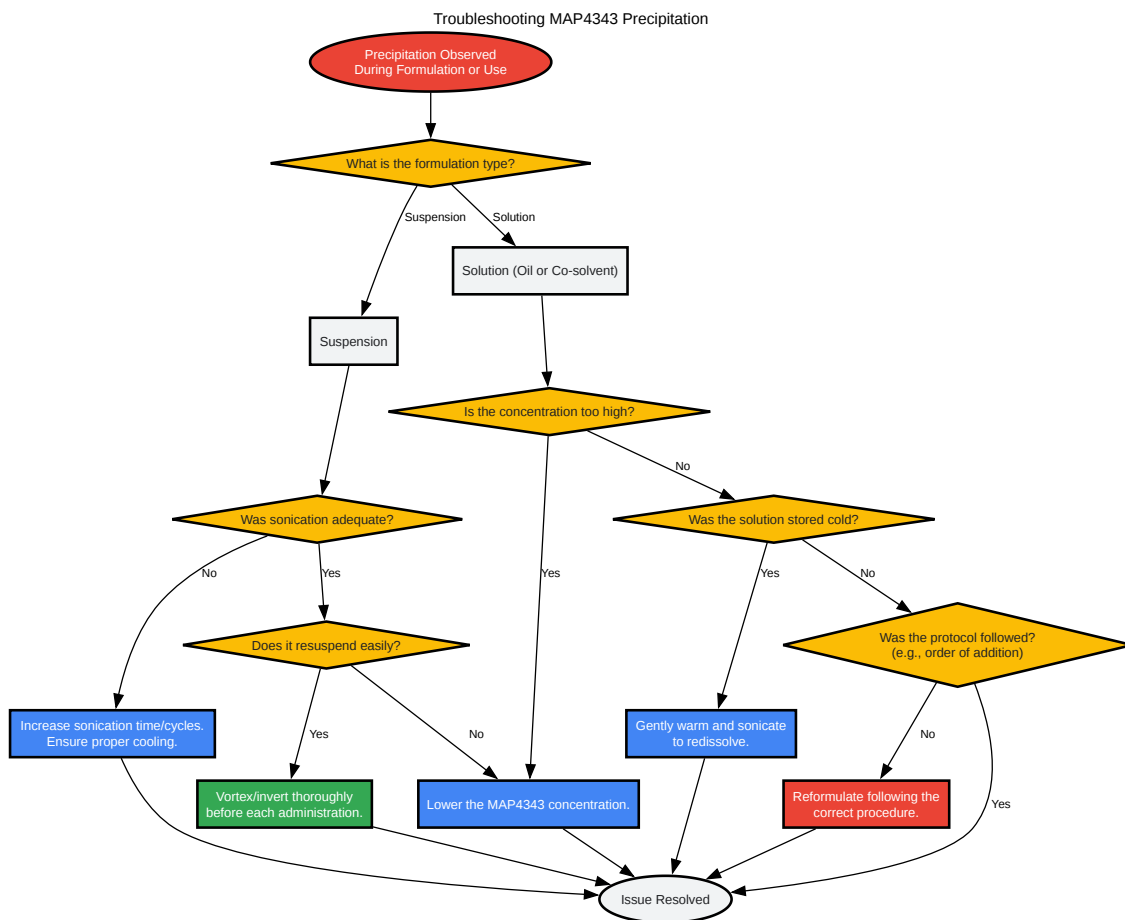 Troubleshooting MAP4343 Precipitation
Precipitation Observed
During Formulation or Use
What is the formulation type?
Suspension
Solution
Solution (Oil or Co-solvent)
Suspension
Is the concentration too high?
No
Was sonication adequate?
Was the solution stored cold?
No
Yes
Yes
Yes
No
Does it resuspend easily?
Was the protocol followed?
(e.g., order of addition)
Increase sonication time/cycles.
Ensure proper cooling.
Yes
No
Gently warm and sonicate
to redissolve.
No
Vortex/invert thoroughly
before each administration.
Lower the MAP4343 concentration.
Reformulate following the
correct procedure.
Yes
Issue Resolved